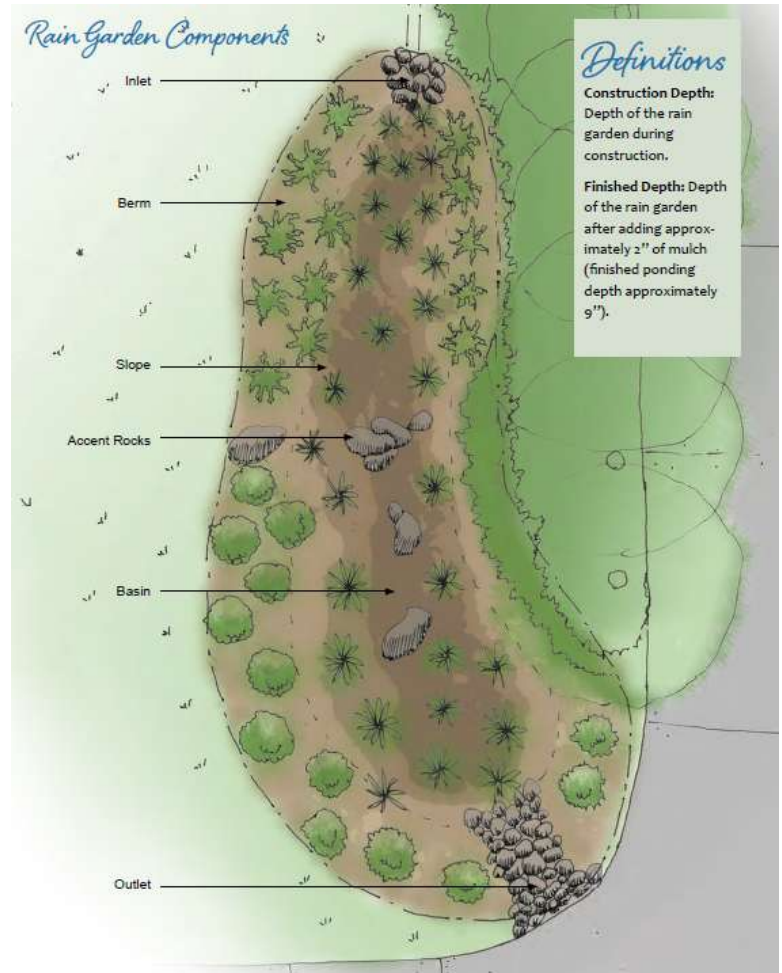 Rain Garden Components
Inlet
Berm
Slope
Accent Rocks
Basin
Outlet
Definitions
Construction Depth:
Depth of the rain
garden during
construction.
Finished Depth: Depth
of the rain garden
after adding approx-
imately 2” of mulch
(finished ponding
depth approximately
9”).